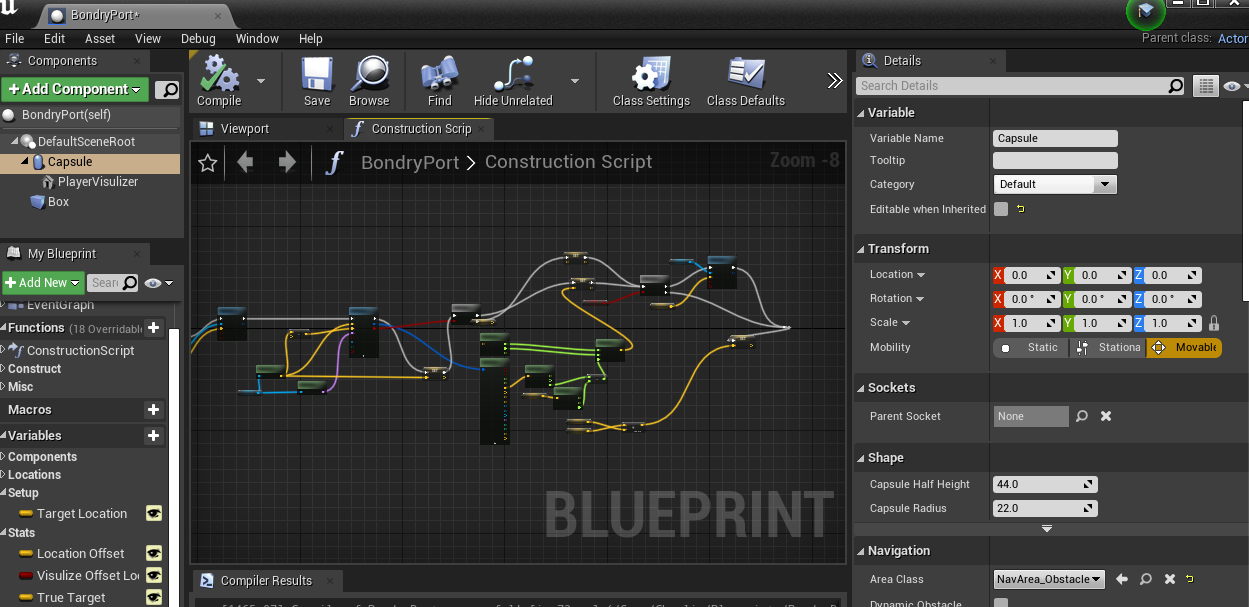 BondryPort*
File Edit Asset View Debug Window Help
Parent class: Actor
Components
Add Component
BondryPort(self)
DefaultSceneRoot
Capsule
PlayerVisulizer
Box
My Blueprint
Add New
Searc
EventGraph
Functions (18 Overridable
ConstructionScript
Construct
Misc
Macros
Variables
Components
Locations
Setup
Target Location
Stats
Location Offset
Visulize Offset Lo
True Target
Compile Save Browse Find Hide Unrelated Class Settings Class Defaults
Viewport Construction Scrip
BondryPort > Construction Script
Zoom -8
BLUEPRINT
Compiler Results
Details
Search Details
Variable
Variable Name Capsule
Tooltip
Category Default
Editable when Inherited
Transform
Location X 0.0 Y 0.0 Z 0.0
Rotation X 0.0 ° Y 0.0 ° Z 0.0 °
Scale X 1.0 Y 1.0 Z 1.0
Mobility Static Stationa Movable
Sockets
Parent Socket None
Shape
Capsule Half Height 44.0
Capsule Radius 22.0
Navigation
Area Class NavArea_Obstacle
Dynamic Obstacle